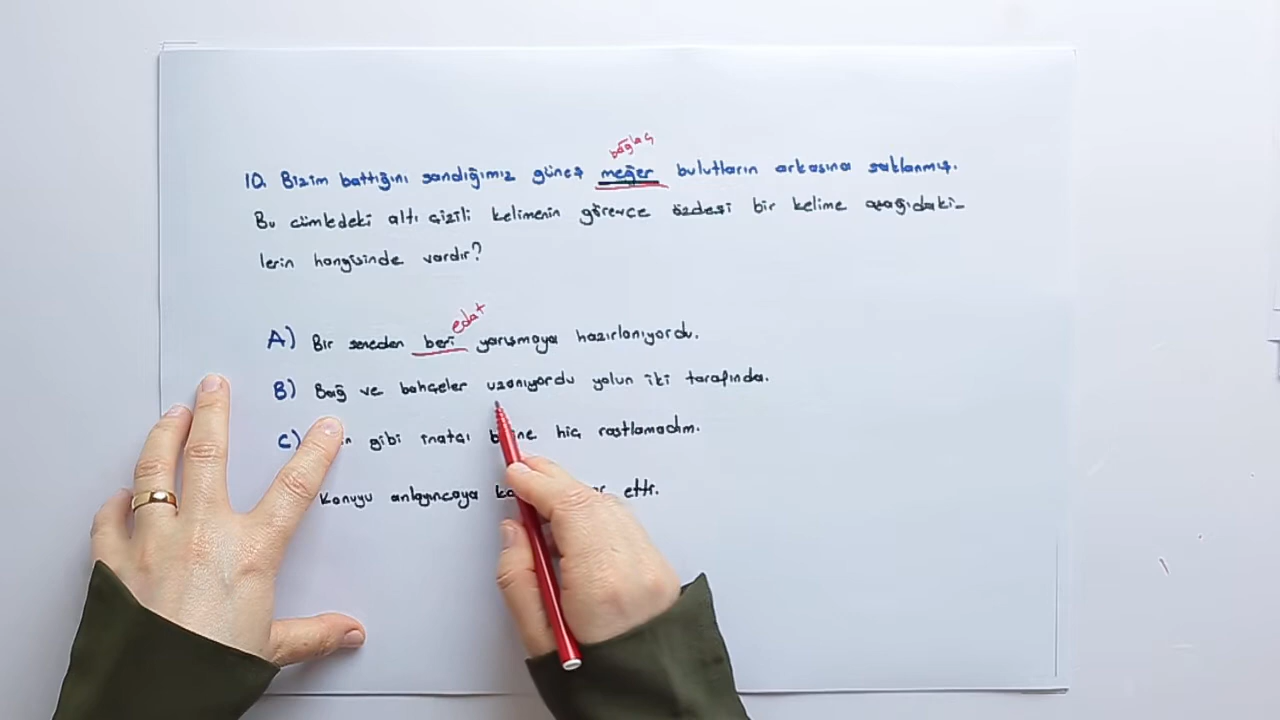 bağlaç
10. Bizim battığını sandığımız güneş meğer bulutların arkasına saklanmış.
Bu cümledeki altı çizili kelimenin görevce özdeşi bir kelime aşağıdaki-
lerin hangisinde vardır?
edat
A) Bir seneden beri yarışmaya hazırlanıyordu.
B) Bağ ve bahçeler uzanıyordu yolun iki tarafında.
C) gibi inatçı hiç rastlamadım.
Konuyu anlayıncaya etti.